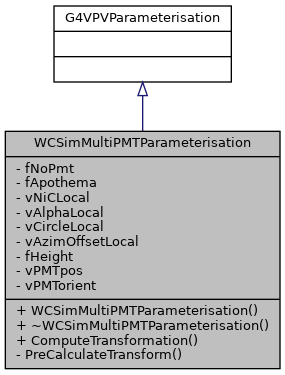 G4VPVParameterisation
WCSimMultiPMTParameterisation
- fNoPmt
- fApothema
- vNiCLocal
- vAlphaLocal
- vCircleLocal
- vAzimOffsetLocal
- fHeight
- vPMTpos
- vPMTorient
+ WCSimMultiPMTParameterisation()
+ ~WCSimMultiPMTParameterisation()
+ ComputeTransformation()
- PreCalculateTransform()